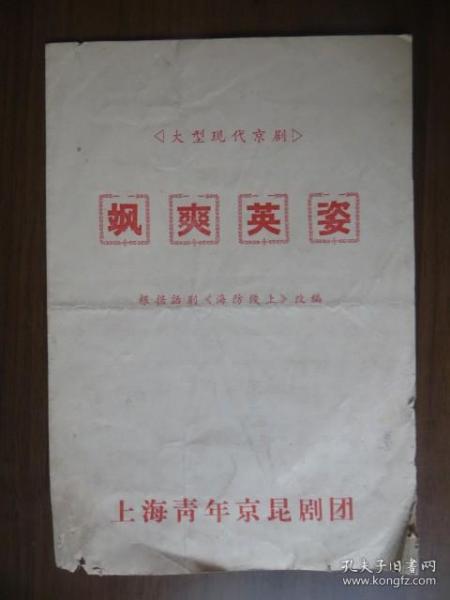 <大型现代京剧>
飒爽英姿
根据話剧《海防线上》改编
上海青年京昆剧团
孔夫子旧书网
www.kongfz.com